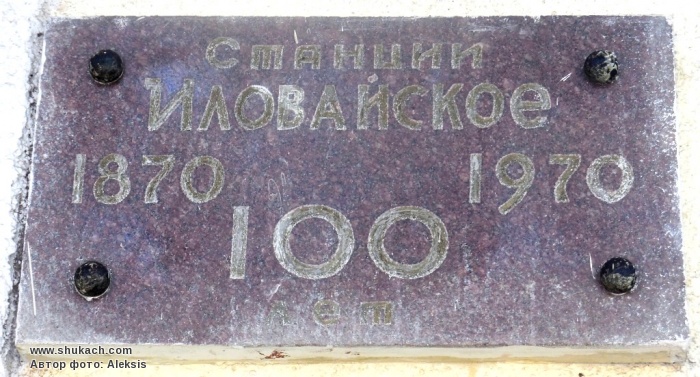 Станции
Иловайское
1870 1970
100
лет
www.shukach.com
Автор фото: Aleksis